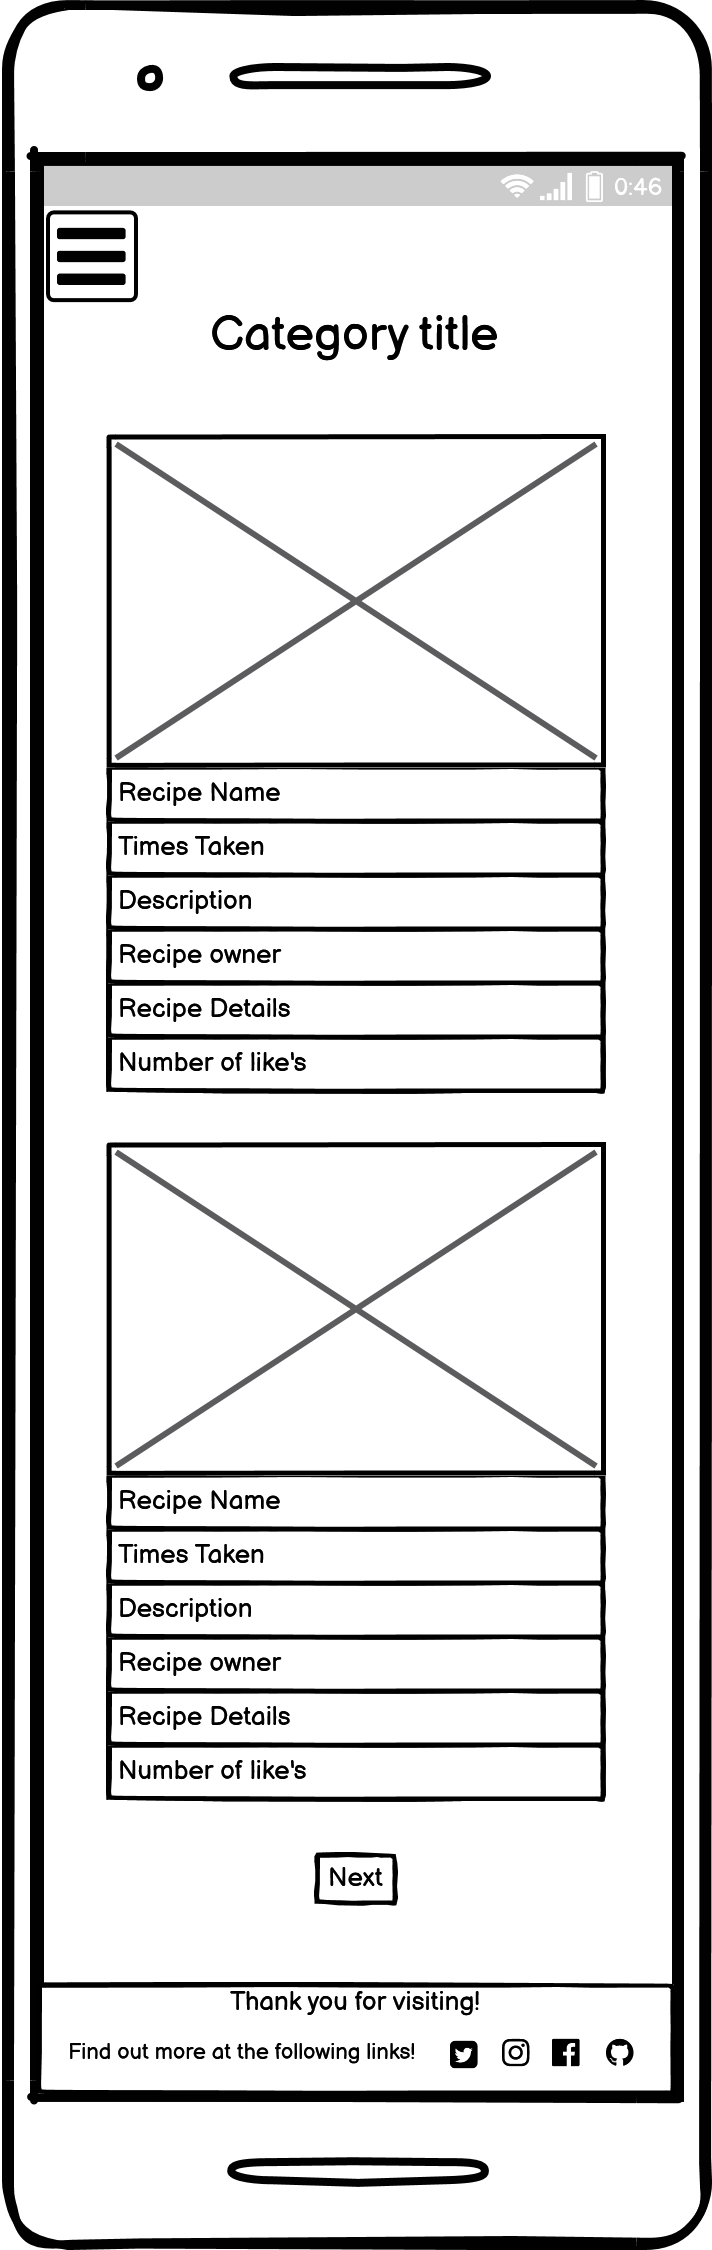 0:46
Category title
Recipe Name
Times Taken
Description
Recipe owner
Recipe Details
Number of like's
Recipe Name
Times Taken
Description
Recipe owner
Recipe Details
Number of like's
Next
Thank you for visiting!
Find out more at the following links!